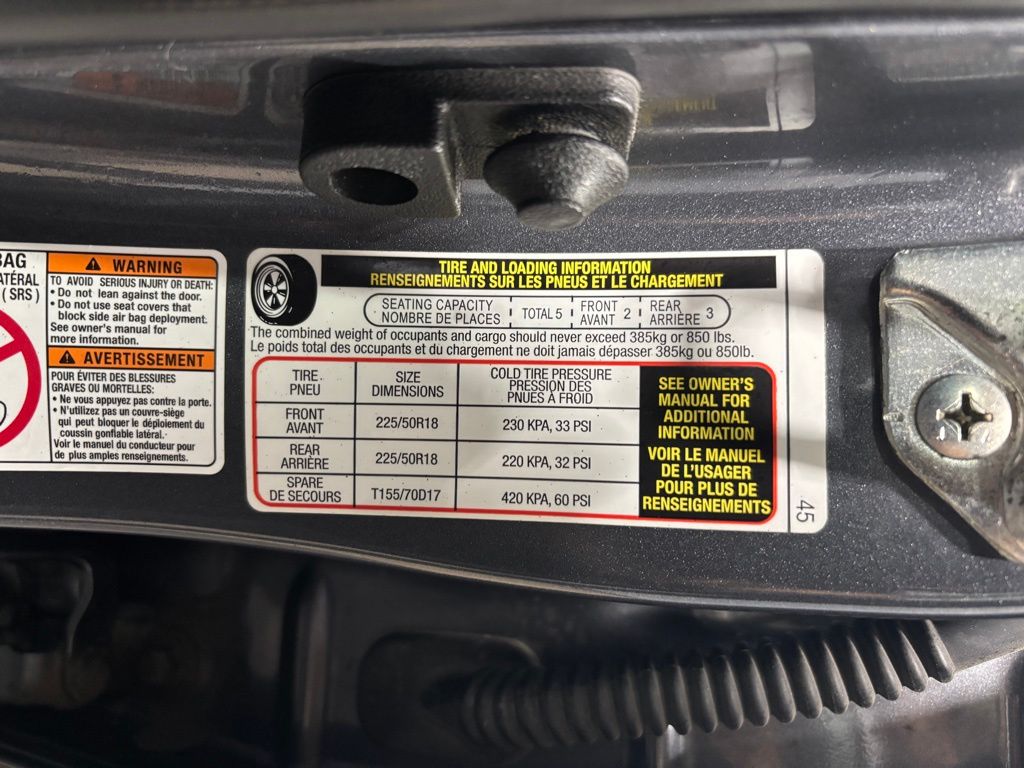 BAG
ATÉRAL
( SRS )
WARNING
TO AVOID SERIOUS INJURY OR DEATH:
• Do not lean against the door.
• Do not use seat covers that
block side air bag deployment.
See owner's manual for
more information.
AVERTISSEMENT
POUR ÉVITER DES BLESSURES
GRAVES OU MORTELLES:
• Ne vous appuyez pas contre la porte.
• N'utilizez pas un couvre-siège
qui peut bloquer le déploiement du
coussin gonflable latéral.
Voir le manuel du conducteur pour
de plus amples renseignements.
TIRE AND LOADING INFORMATION
RENSEIGNEMENTS SUR LES PNEUS ET LE CHARGEMENT
SEATING CAPACITY
NOMBRE DE PLACES
TOTAL 5
FRONT
AVANT 2
REAR
ARRIÈRE 3
The combined weight of occupants and cargo should never exceed 385kg or 850 lbs.
Le poids total des occupants et du chargement ne doit jamais dépasser 385kg ou 850lb.
TIRE
PNEU
SIZE
DIMENSIONS
COLD TIRE PRESSURE
PRESSION DES
PNUES A FROID
FRONT
AVANT
225/50R18
230 KPA, 33 PSI
REAR
ARRIÈRE
225/50R18
220 KPA, 32 PSI
SPARE
DE SECOURS
T155/70D17
420 KPA, 60 PSI
SEE OWNER'S
MANUAL FOR
ADDITIONAL
INFORMATION
VOIR LE MANUEL
DE L'USAGER
POUR PLUS DE
RENSEIGNEMENTS
45